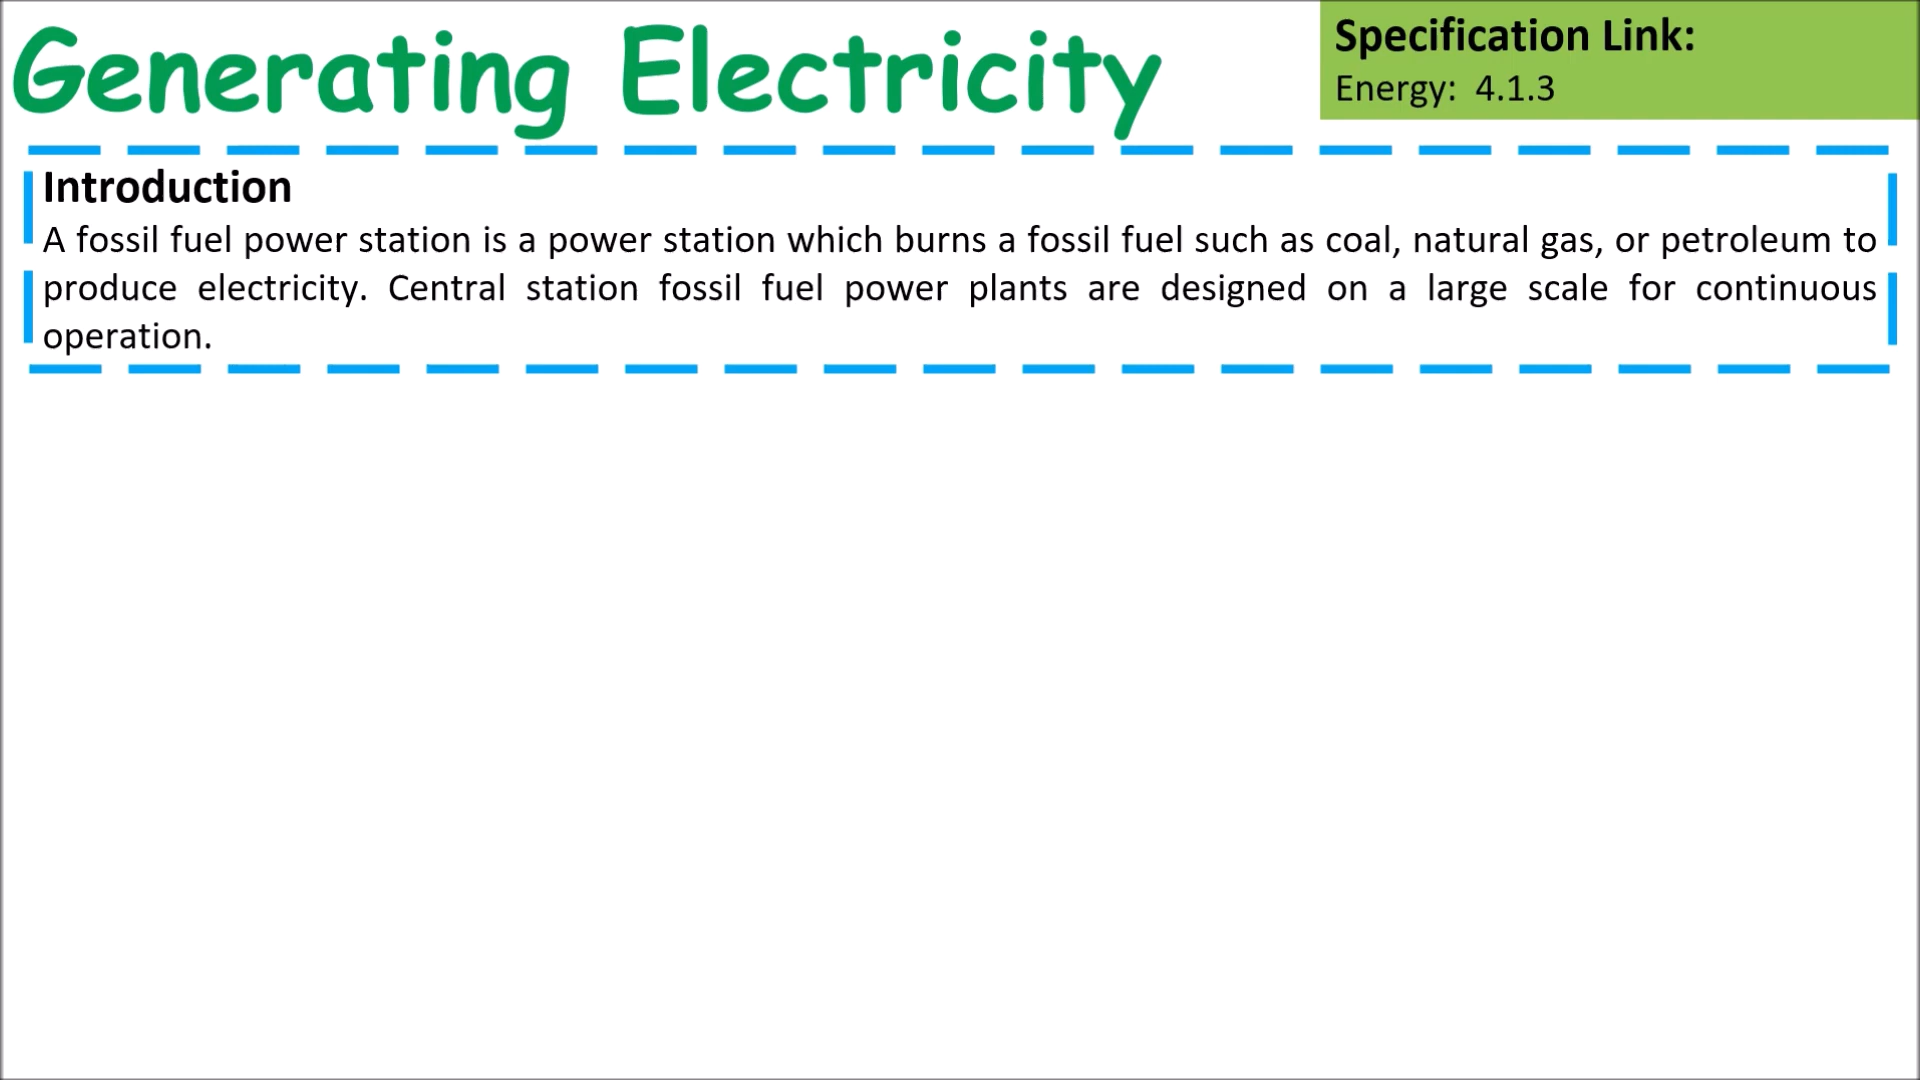 Generating Electricity
Specification Link:
Energy: 4.1.3
Introduction
A fossil fuel power station is a power station which burns a fossil fuel such as coal, natural gas, or petroleum to
produce electricity. Central station fossil fuel power plants are designed on a large scale for continuous
operation.